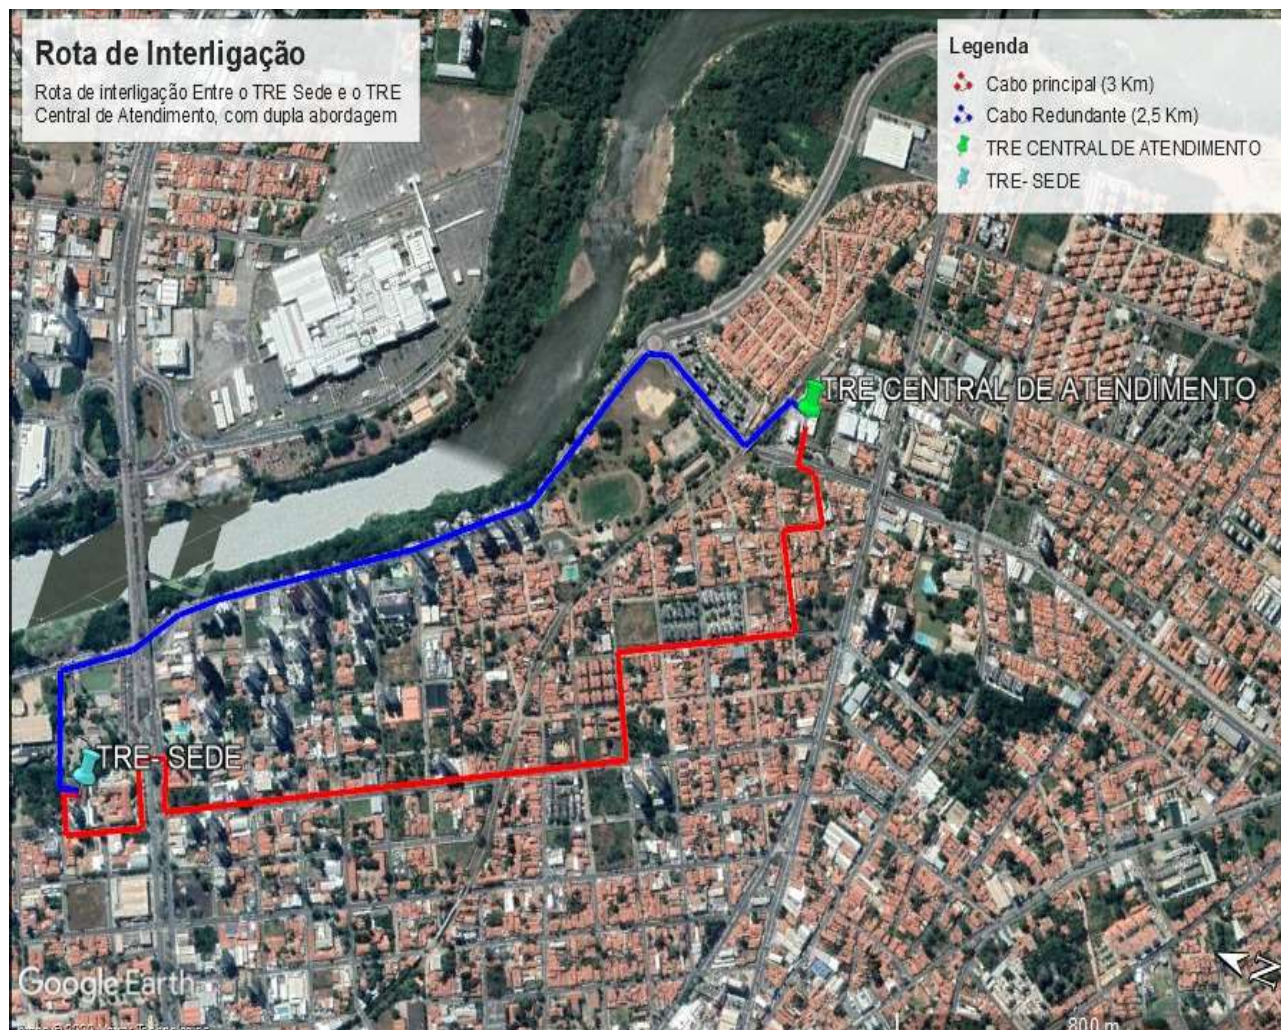 Rota de Interligação
Rota de interligação Entre o TRE Sede e o TRE
Central de Atendimento, com dupla abordagem
Legenda
Cabo principal (3 Km)
Cabo Redundante (2,5 Km)
TRE CENTRAL DE ATENDIMENTO
TRE- SEDE
TRE CENTRAL DE ATENDIMENTO
TRE- SEDE
Google Earth
N
800 m